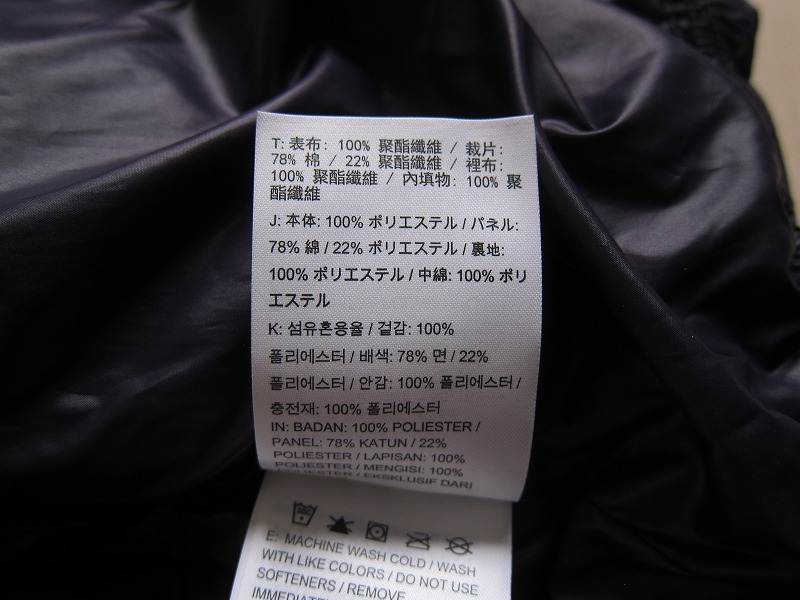 T: 表布: 100% 聚酯纖維 / 裁片:
78% 棉 / 22% 聚酯纖維 / 裡布:
100% 聚酯纖維 / 內填物: 100% 聚
酯纖維
J: 本体: 100% ポリエステル / パネル:
78% 綿 / 22% ポリエステル / 裏地:
100% ポリエステル / 中綿: 100% ポリ
エステル
K: 섬유혼용율 / 겉감: 100%
폴리에스터 / 배색: 78% 면 / 22%
폴리에스터 / 안감: 100% 폴리에스터 /
충전재: 100% 폴리에스터
IN: BADAN: 100% POLIESTER /
PANEL: 78% KATUN / 22%
POLIESTER / LAPISAN: 100%
POLIESTER / MENGISI: 100%
POLIESTER / EKSKLUSIF DARI
E: MACHINE WASH COLD / WASH
WITH LIKE COLORS / DO NOT USE
SOFTENERS / REMOVE